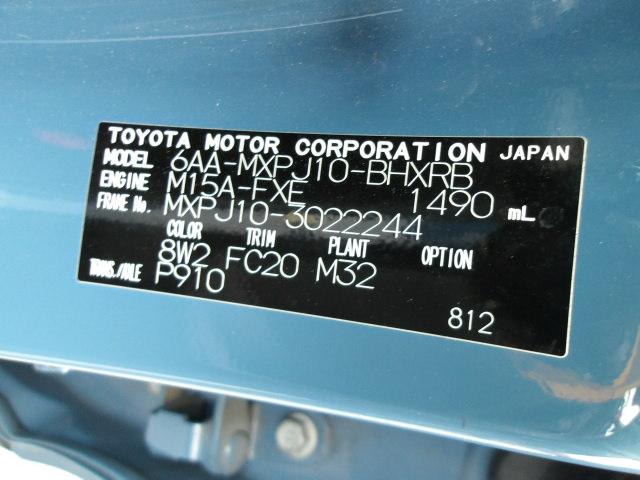 TOYOTA MOTOR CORPORATION JAPAN
MODEL 6AA-MXPJ10-BHXRB
ENGINE M15A-FXE 1490 mL
FRAME No. MXPJ10-3022244
COLOR TRIM PLANT OPTION
8W2 FC20 M32
TRANS./AXLE P910
812